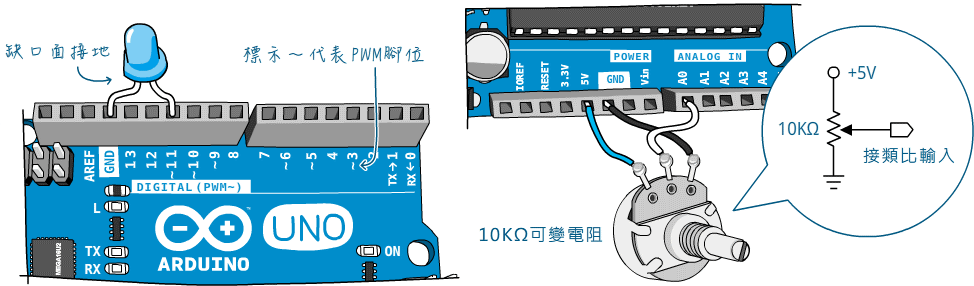 缺口面接地
標示～代表PWM腳位
AREF
GND
13
12
~11
~10
~9
8
7
~6
~5
4
~3
2
TX→1
RX←0
DIGITAL (PWM~)
L
TX
RX
MEGA16U2
UNO
ARDUINO
ON
POWER
ANALOG IN
IOREF
RESET
3.3V
5V
GND
Vin
A0
A1
A2
A3
A4
10KΩ可變電阻
+5V
10KΩ
接類比輸入